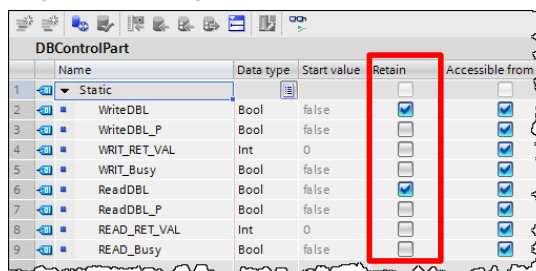 DBControlPart
Name Data type Start value Retain Accessible from
1 Static
2 WriteDBL Bool false
3 WriteDBL_P Bool false
4 WRIT_RET_VAL Int 0
5 WRIT_Busy Bool false
6 ReadDBL Bool false
7 ReadDBL_P Bool false
8 READ_RET_VAL Int 0
9 READ_Busy Bool false